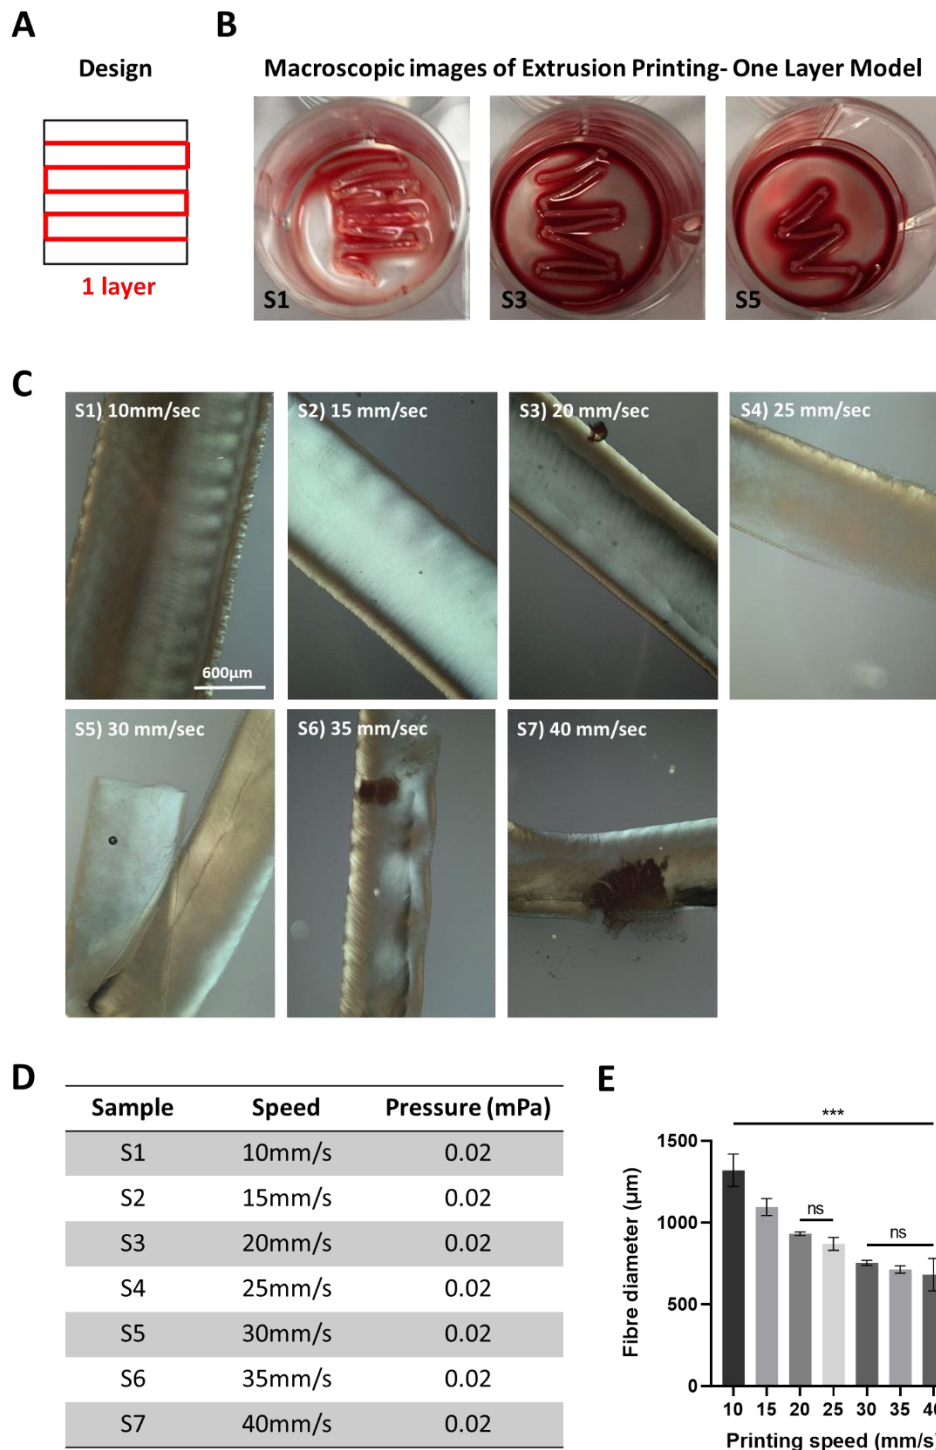 A
B
Design
Macroscopic images of Extrusion Printing- One Layer Model
1 layer
S1
S3
S5
C
S1) 10mm/sec
S2) 15 mm/sec
S3) 20 mm/sec
S4) 25 mm/sec
600µm
S5) 30 mm/sec
S6) 35 mm/sec
S7) 40 mm/sec
D
Sample Speed Pressure (mPa)
S1 10mm/s 0.02
S2 15mm/s 0.02
S3 20mm/s 0.02
S4 25mm/s 0.02
S5 30mm/s 0.02
S6 35mm/s 0.02
S7 40mm/s 0.02
E
***
ns
ns
Fibre diameter (µm)
1500
1000
500
0
10 15 20 25 30 35 40
Printing speed (mm/s)